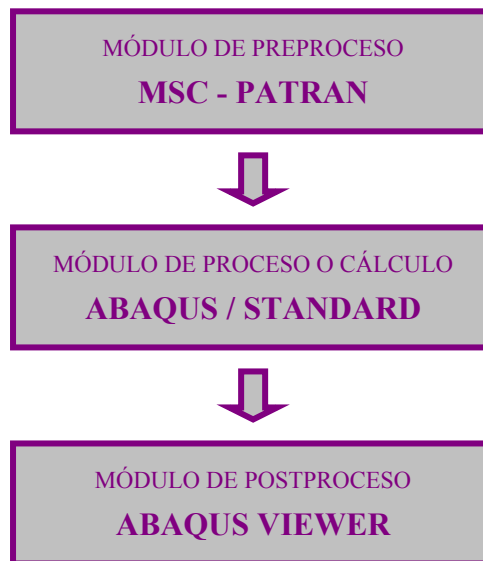 MÓDULO DE PREPROCESO
MSC - PATRAN
MÓDULO DE PROCESO O CÁLCULO
ABAQUS / STANDARD
MÓDULO DE POSTPROCESO
ABAQUS VIEWER